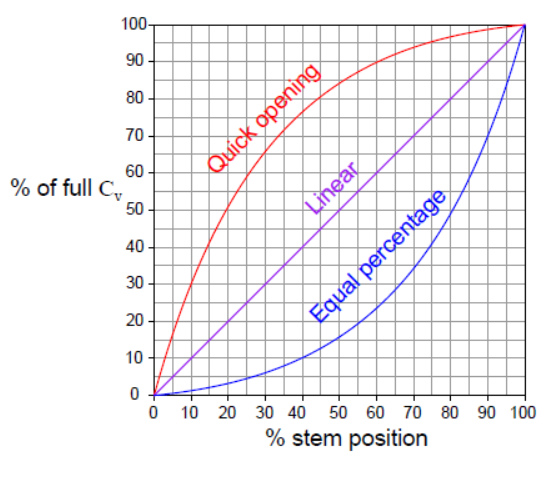 100
90
80
70
60
50
40
30
20
10
0
% of full Cv
Quick opening
Linear
Equal percentage
0 10 20 30 40 50 60 70 80 90 100
% stem position